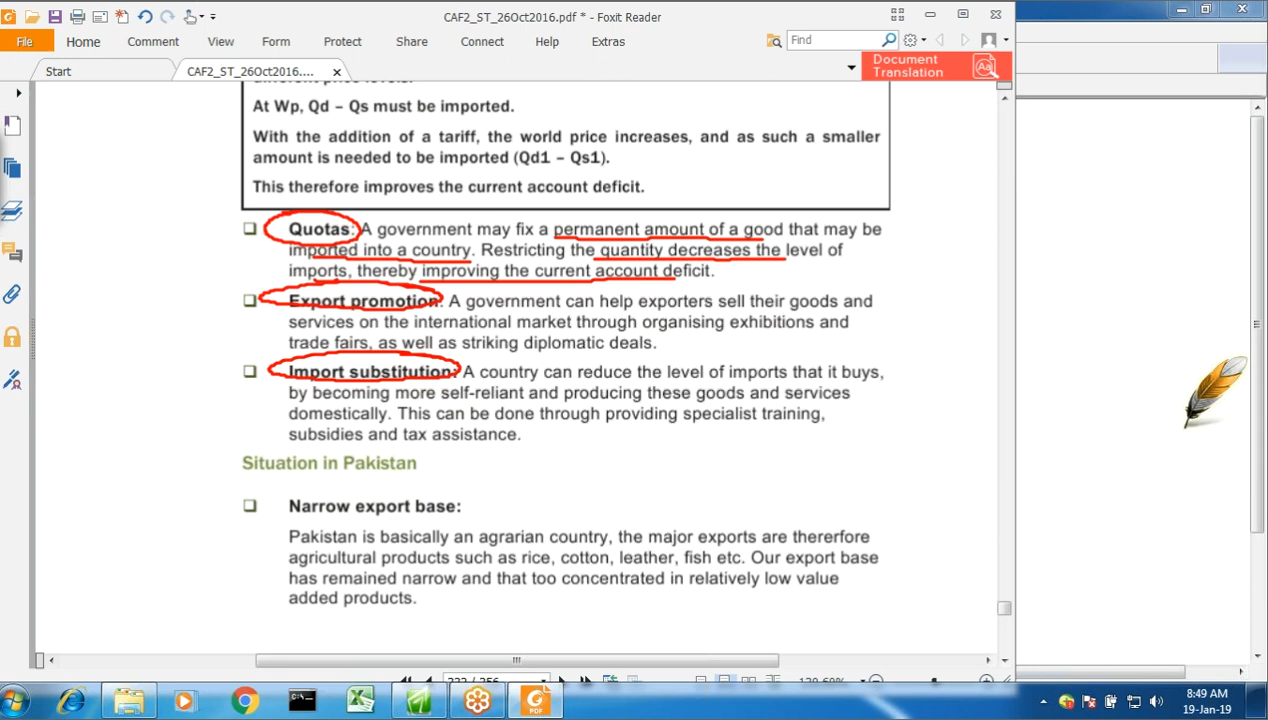 CAF2_ST_26Oct2016.pdf * - Foxit Reader
File Home Comment View Form Protect Share Connect Help Extras Find
Start CAF2_ST_26Oct2016.... Document Translation
At Wp, Qd – Qs must be imported.
With the addition of a tariff, the world price increases, and as such a smaller
amount is needed to be imported (Qd1 – Qs1).
This therefore improves the current account deficit.
Quotas: A government may fix a permanent amount of a good that may be
imported into a country. Restricting the quantity decreases the level of
imports, thereby improving the current account deficit.
Export promotion: A government can help exporters sell their goods and
services on the international market through organising exhibitions and
trade fairs, as well as striking diplomatic deals.
Import substitution: A country can reduce the level of imports that it buys,
by becoming more self-reliant and producing these goods and services
domestically. This can be done through providing specialist training,
subsidies and tax assistance.
Situation in Pakistan
Narrow export base:
Pakistan is basically an agrarian country, the major exports are thererfore
agricultural products such as rice, cotton, leather, fish etc. Our export base
has remained narrow and that too concentrated in relatively low value
added products.
8:49 AM
19-Jan-19